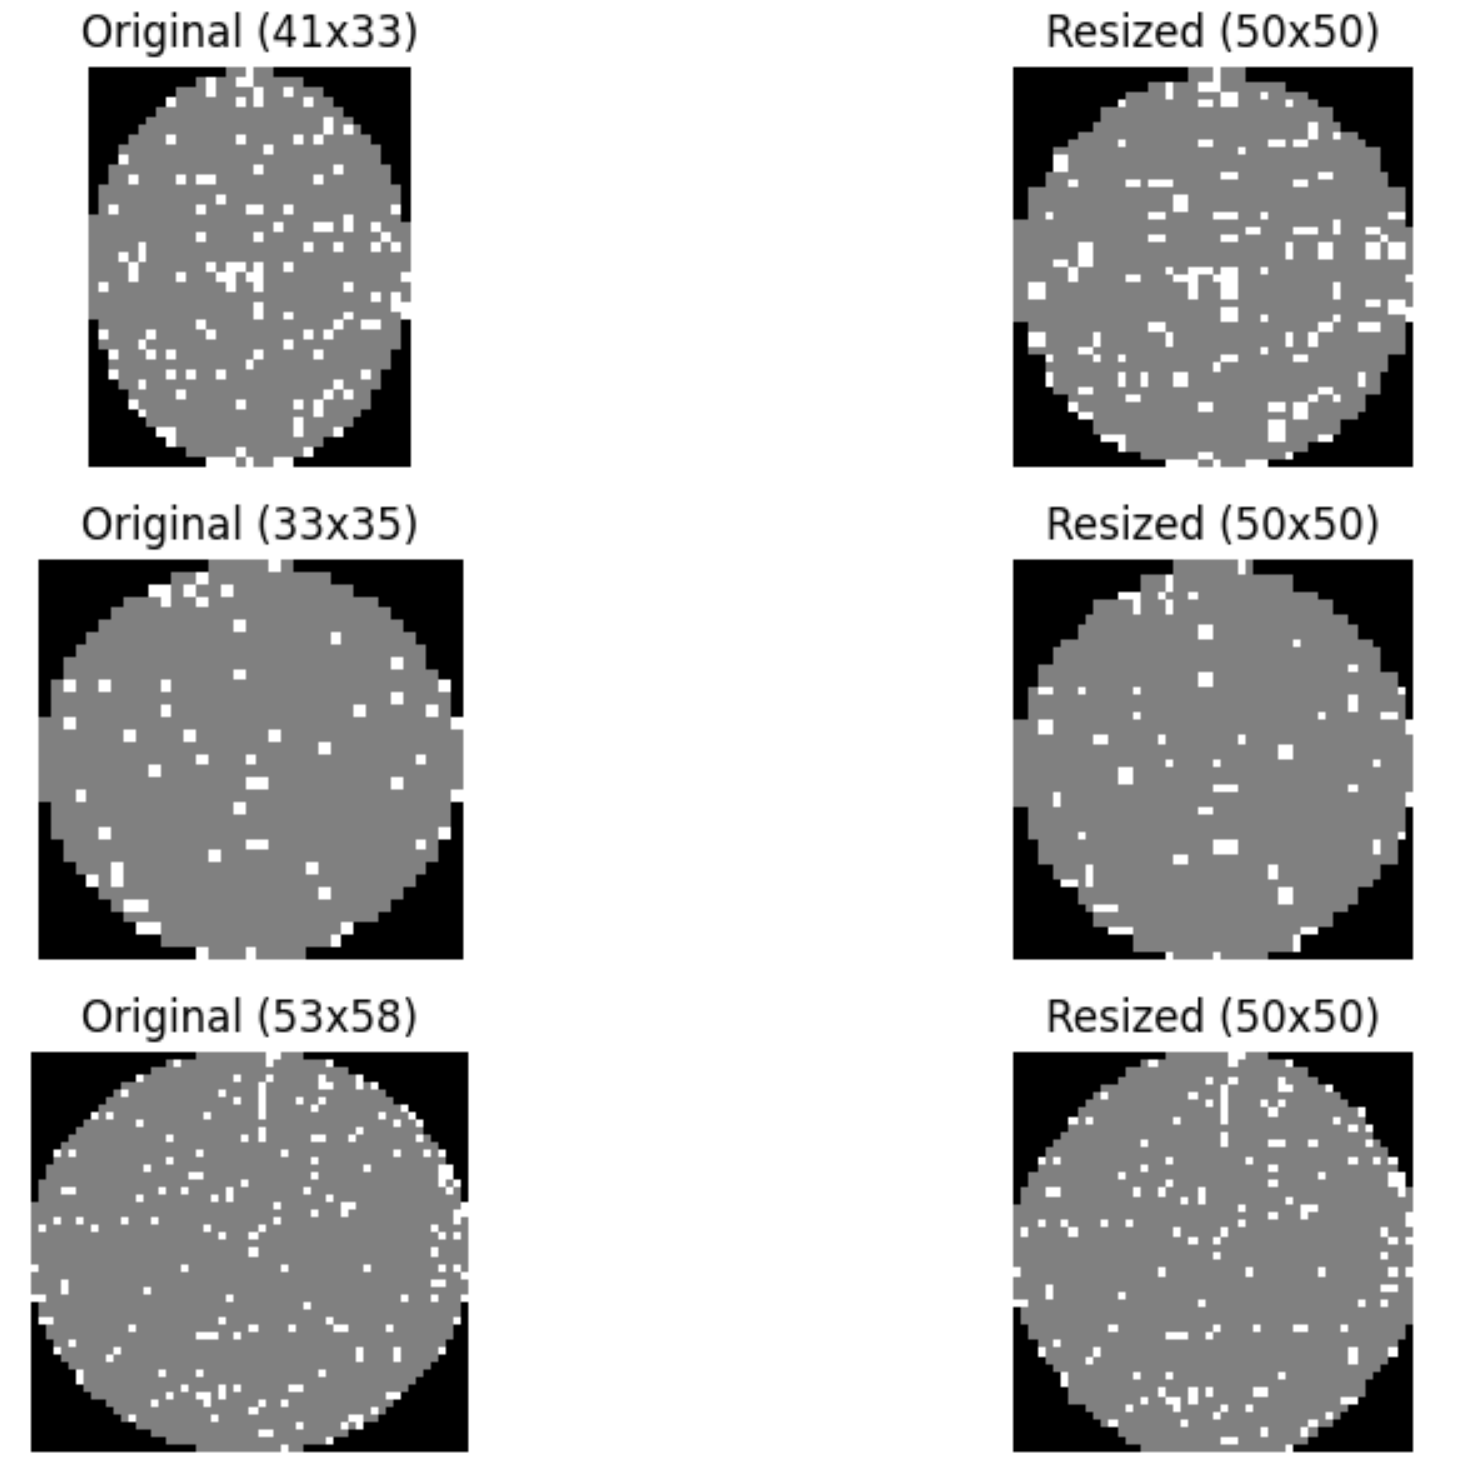 Original (41x33)
Resized (50x50)
Original (33x35)
Resized (50x50)
Original (53x58)
Resized (50x50)